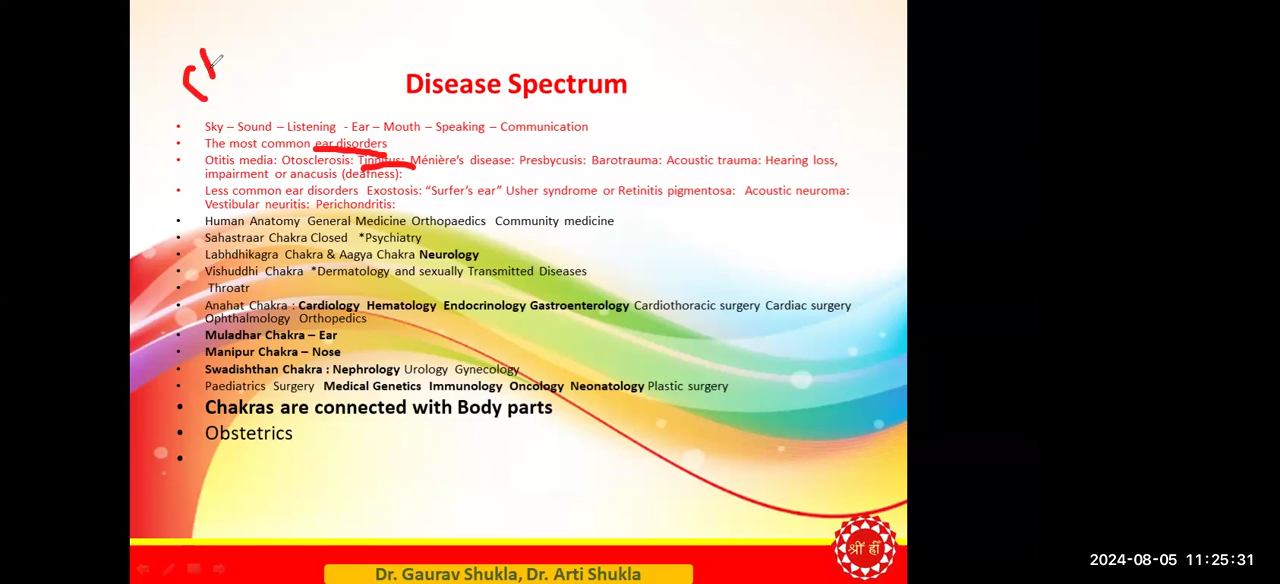 Disease Spectrum
• Sky – Sound – Listening - Ear – Mouth – Speaking – Communication
• The most common ear disorders
• Otitis media: Otosclerosis: Tinnitus: Ménière's disease: Presbycusis: Barotrauma: Acoustic trauma: Hearing loss,
impairment or anacusis (deafness):
• Less common ear disorders Exostosis: “Surfer's ear” Usher syndrome or Retinitis pigmentosa: Acoustic neuroma:
Vestibular neuritis: Perichondritis:
• Human Anatomy General Medicine Orthopaedics Community medicine
• Sahastraar Chakra Closed *Psychiatry
• Labhdhikagra Chakra & Aagya Chakra Neurology
• Vishuddhi Chakra *Dermatology and sexually Transmitted Diseases
• Throatr
• Anahat Chakra : Cardiology Hematology Endocrinology Gastroenterology Cardiothoracic surgery Cardiac surgery
Ophthalmology Orthopedics
• Muladhar Chakra – Ear
• Manipur Chakra – Nose
• Swadishthan Chakra : Nephrology Urology Gynecology
• Paediatrics Surgery Medical Genetics Immunology Oncology Neonatology Plastic surgery
• Chakras are connected with Body parts
• Obstetrics
•
श्रीं ह्रीं
Dr. Gaurav Shukla, Dr. Arti Shukla
2024-08-05 11:25:31